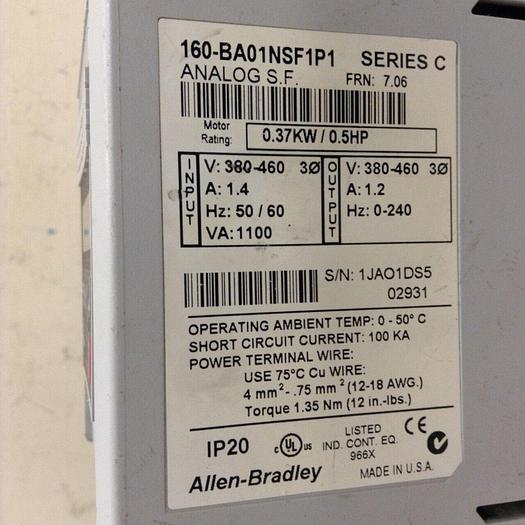 160-BA01NSF1P1 SERIES C
ANALOG S.F. FRN: 7.06
Motor Rating: 0.37KW / 0.5HP
INPUT
V: 380-460 3Ø
A: 1.4
Hz: 50 / 60
VA: 1100
OUTPUT
V: 380-460 3Ø
A: 1.2
Hz: 0-240
S/N: 1JAO1DS5
02931
OPERATING AMBIENT TEMP: 0 - 50° C
SHORT CIRCUIT CURRENT: 100 KA
POWER TERMINAL WIRE:
USE 75°C Cu WIRE:
4 mm² - .75 mm² (12-18 AWG.)
Torque 1.35 Nm (12 in.-lbs.)
IP20
c UL us
LISTED
IND. CONT. EQ.
966X
CE
Allen-Bradley
MADE IN U.S.A.